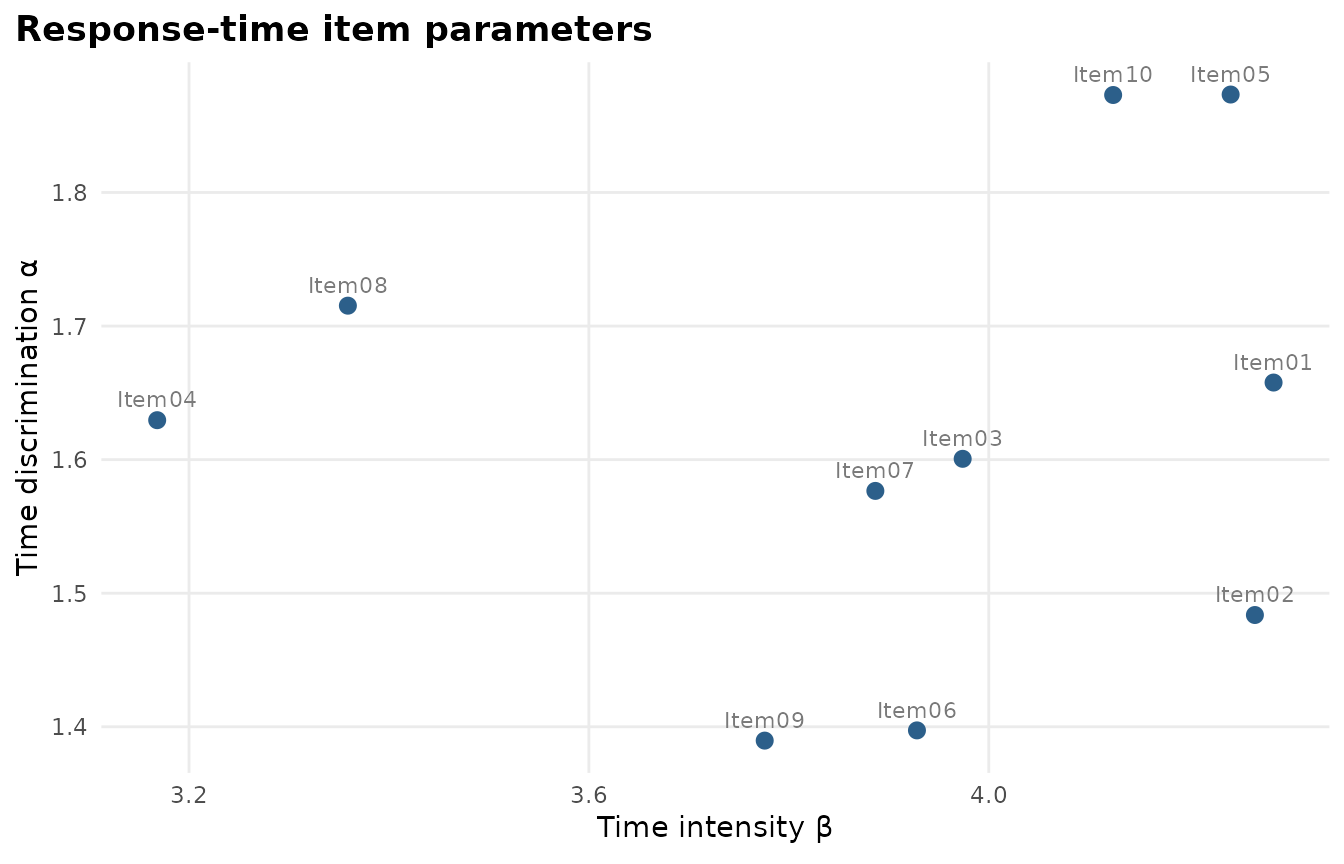 Response-time item parameters
Item10 Item05
1.8
Item08
1.7
Item01
Item04
Item03
1.6
Item07
1.5
Item02
Item06
Item09
1.4
3.2 3.6 4.0
Time intensity β
Time discrimination α